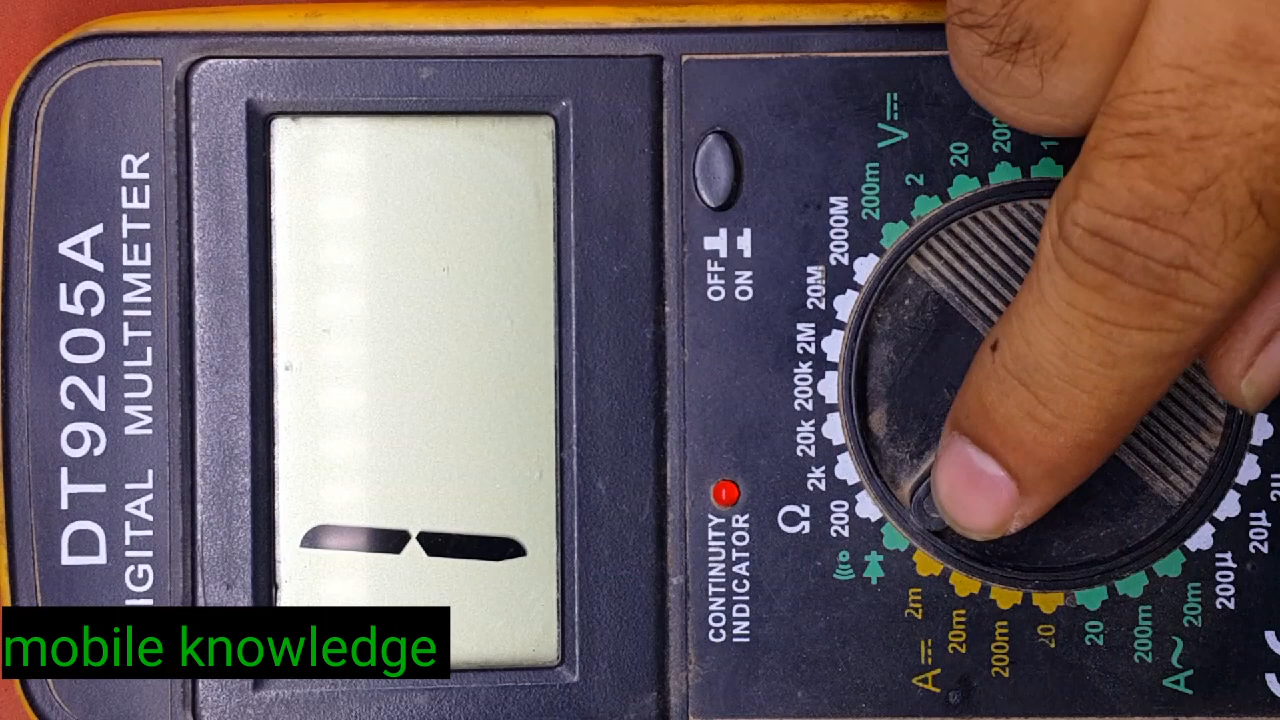 DT9205A
IGITAL MULTIMETER
1
OFF
ON
CONTINUITY
INDICATOR
Ω
200
2k
20k
200k
2M
20M
2000M
200m
2
20
V
A
2m
20m
200m
20
20
200m
20m
A~
200µ
20µ
mobile knowledge